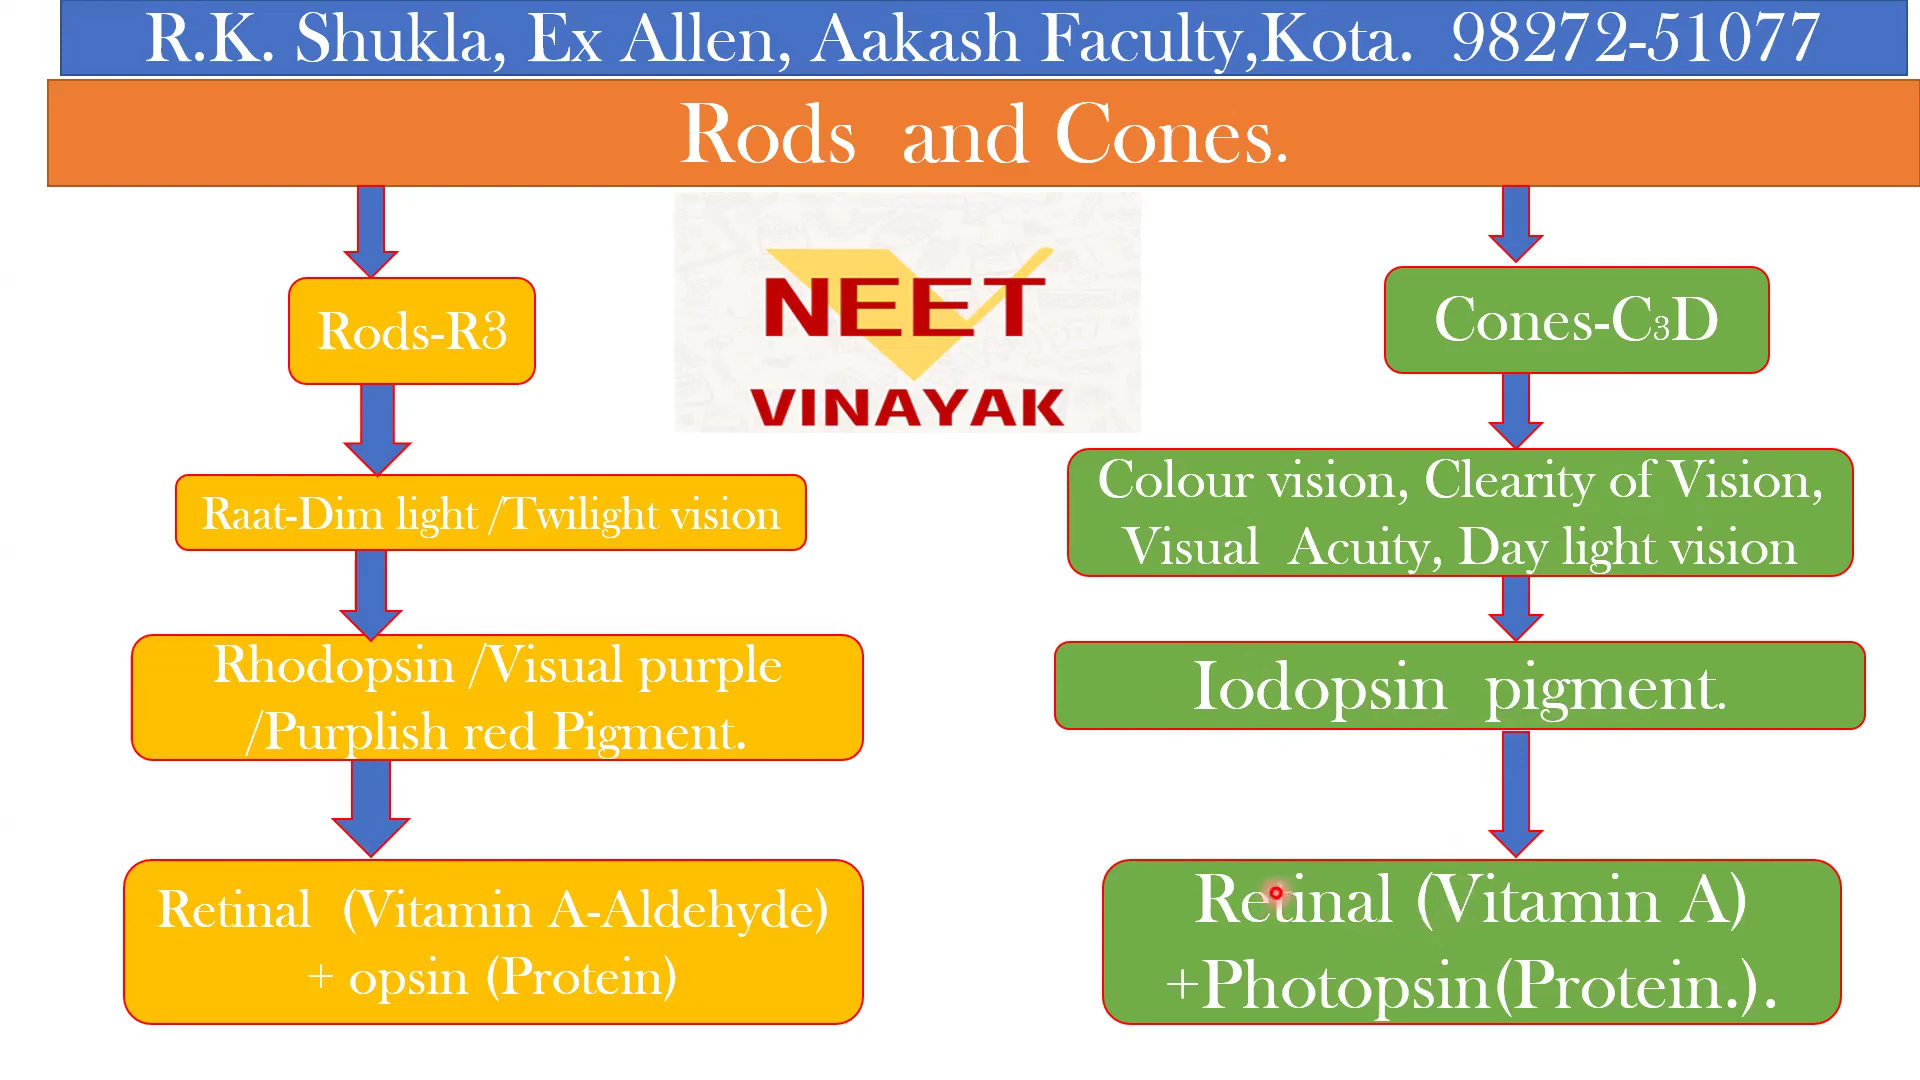 R.K. Shukla, Ex Allen, Aakash Faculty,Kota. 98272-51077
Rods and Cones.
NEET
VINAYAK
Rods-R3
Raat-Dim light /Twilight vision
Rhodopsin /Visual purple
/Purplish red Pigment.
Retinal (Vitamin A-Aldehyde)
+ opsin (Protein)
Cones-C₃D
Colour vision, Clearity of Vision,
Visual Acuity, Day light vision
Iodopsin pigment.
Retinal (Vitamin A)
+Photopsin(Protein.).